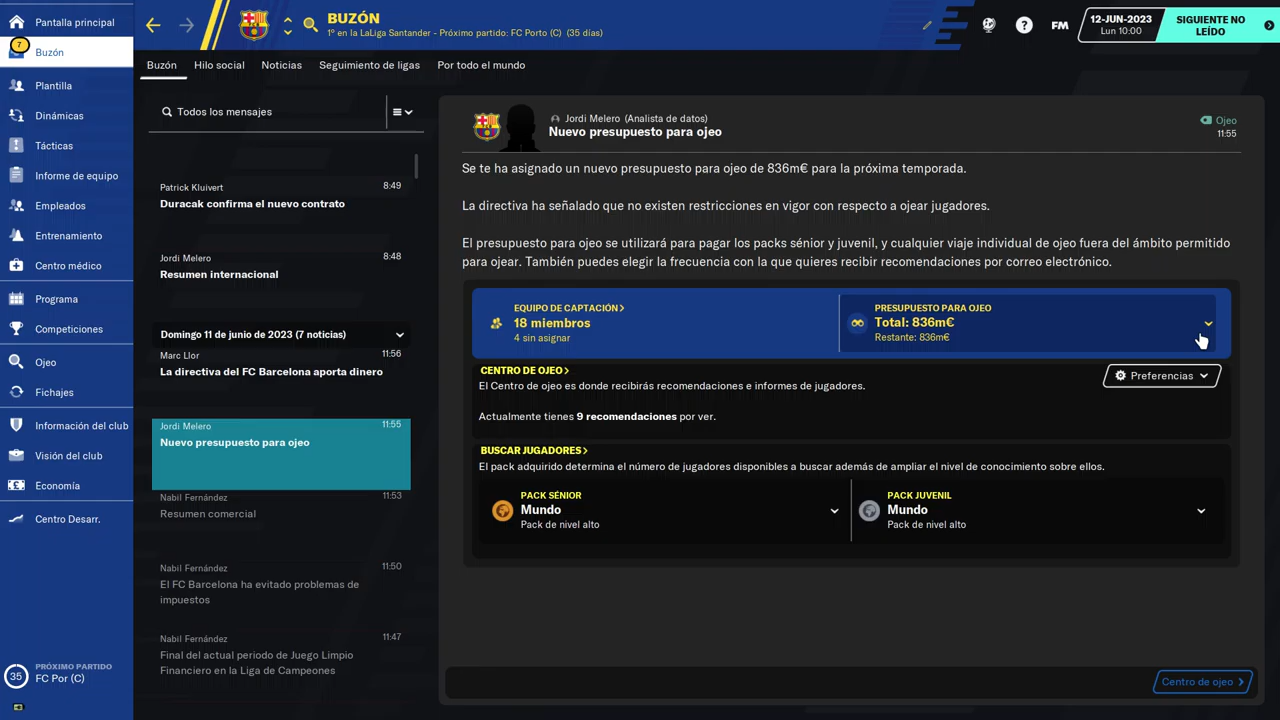 Pantalla principal
7
Buzón
Plantilla
Dinámicas
Tácticas
Informe de equipo
Empleados
Entrenamiento
Centro médico
Programa
Competiciones
Ojeo
Fichajes
Información del club
Visión del club
Economía
Centro Desarr.
35
PRÓXIMO PARTIDO
FC Por (C)
BUZÓN
1º en la LaLiga Santander - Próximo partido: FC Porto (C) (35 días)
FM
12-JUN-2023
Lun 10:00
SIGUIENTE NO LEÍDO
Buzón
Hilo social
Noticias
Seguimiento de ligas
Por todo el mundo
Todos los mensajes
Patrick Kluivert 8:49
Duracak confirma el nuevo contrato
Jordi Melero 8:48
Resumen internacional
Domingo 11 de junio de 2023 (7 noticias)
Marc Llor 11:56
La directiva del FC Barcelona aporta dinero
Jordi Melero 11:55
Nuevo presupuesto para ojeo
Nabil Fernández 11:53
Resumen comercial
Nabil Fernández 11:50
El FC Barcelona ha evitado problemas de
impuestos
Nabil Fernández 11:47
Final del actual periodo de Juego Limpio
Financiero en la Liga de Campeones
Jordi Melero (Analista de datos)
Nuevo presupuesto para ojeo
Ojeo
11:55
Se te ha asignado un nuevo presupuesto para ojeo de 836m€ para la próxima temporada.
La directiva ha señalado que no existen restricciones en vigor con respecto a ojear jugadores.
El presupuesto para ojeo se utilizará para pagar los packs sénior y juvenil, y cualquier viaje individual de ojeo fuera del ámbito permitido
para ojear. También puedes elegir la frecuencia con la que quieres recibir recomendaciones por correo electrónico.
EQUIPO DE CAPTACIÓN
18 miembros
4 sin asignar
PRESUPUESTO PARA OJEO
Total: 836m€
Restante: 836m€
CENTRO DE OJEO
El Centro de ojeo es donde recibirás recomendaciones e informes de jugadores.
Preferencias
Actualmente tienes 9 recomendaciones por ver.
BUSCAR JUGADORES
El pack adquirido determina el número de jugadores disponibles a buscar además de ampliar el nivel de conocimiento sobre ellos.
PACK SÉNIOR
Mundo
Pack de nivel alto
PACK JUVENIL
Mundo
Pack de nivel alto
Centro de ojeo